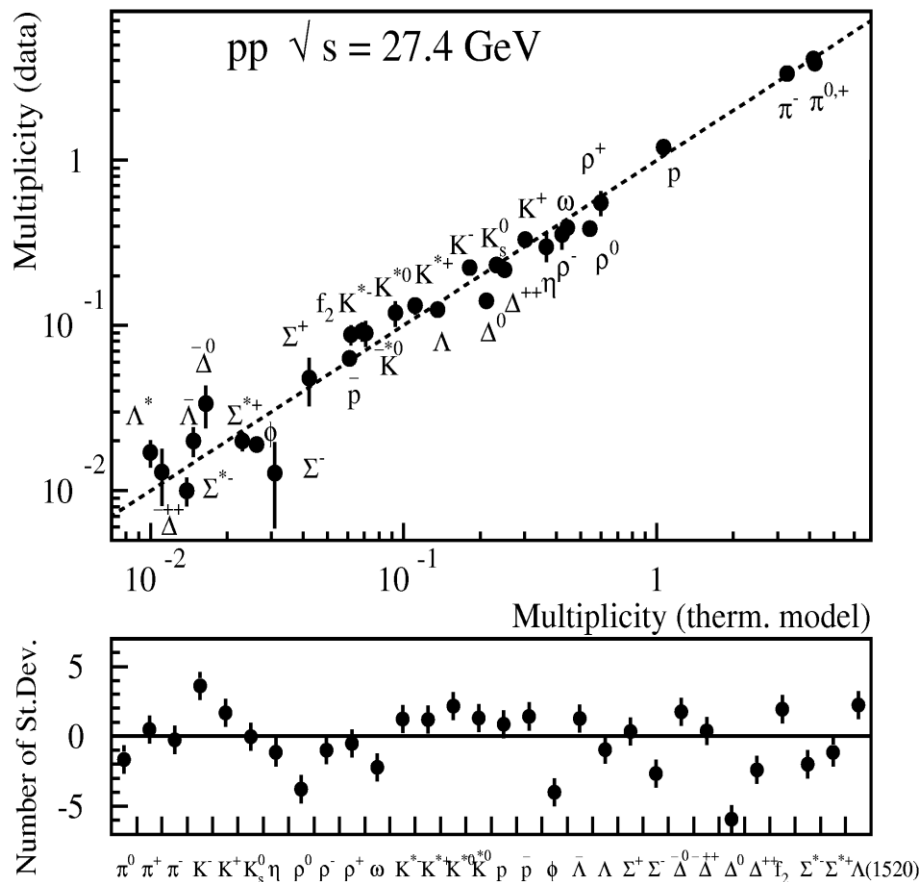 pp √ s = 27.4 GeV
Multiplicity (data)
1
10⁻¹
10⁻²
π⁻ π⁰,⁺
p
ρ⁺
K⁺ ω
K⁻ K⁰ₛ
ρ⁻ ρ⁰
η
Δ⁺⁺
Δ⁰
f₂ K*⁻ K*⁰ K*⁺
Λ
K̄*⁰
p̄
Σ⁺
Δ̄⁰
Λ* Λ̄ Σ*⁺ ϕ
Σ*⁻ Σ⁻
Δ̄⁺⁺
10⁻² 10⁻¹ 1
Multiplicity (therm. model)
Number of St.Dev.
5
0
-5
π⁰ π⁺ π⁻ K⁻ K⁺ K⁰ₛ η ρ⁰ ρ⁻ ρ⁺ ω K*⁻ K*⁺ K*⁰ K̄*⁰ p p̄ ϕ Λ̄ Λ Σ⁺ Σ⁻ Δ̄⁰ Δ̄⁺⁺ Δ⁰ Δ⁺⁺ f₂ Σ*⁻ Σ*⁺ Λ(1520)